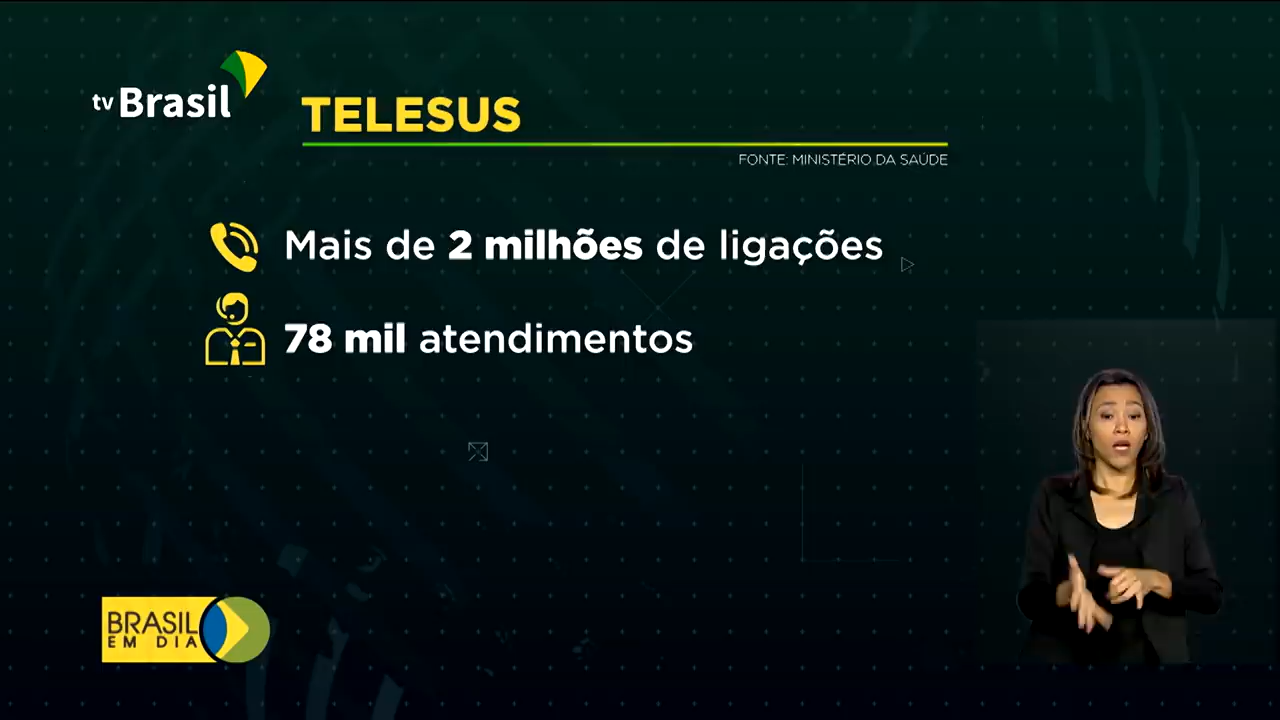 tv Brasil
TELESUS
FONTE: MINISTÉRIO DA SAÚDE
Mais de 2 milhões de ligações
78 mil atendimentos
BRASIL
EM DIA